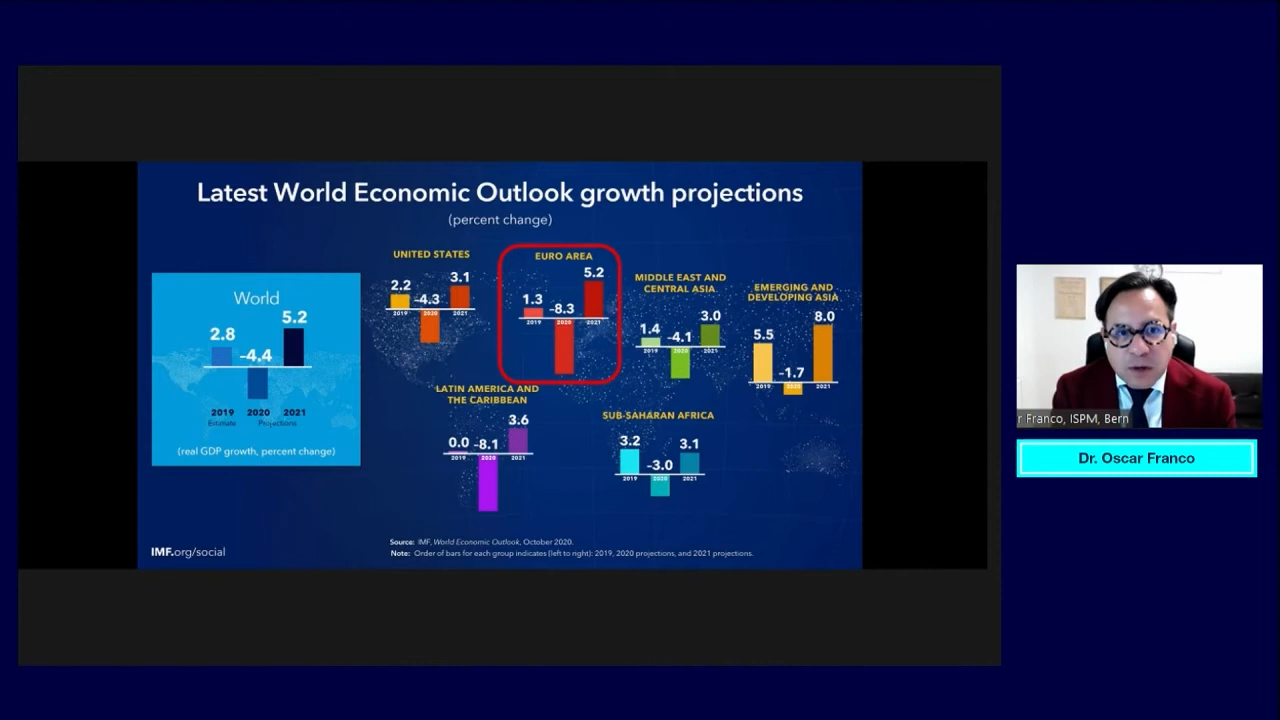 Latest World Economic Outlook growth projections
(percent change)
World
2.8
-4.4
5.2
2019
2020
2021
Estimate
Projections
(real GDP growth, percent change)
UNITED STATES
2.2
-4.3
3.1
2019
2020
2021
EURO AREA
1.3
-8.3
5.2
2019
2020
2021
MIDDLE EAST AND
CENTRAL ASIA
1.4
-4.1
3.0
2019
2020
2021
EMERGING AND
DEVELOPING ASIA
5.5
-1.7
8.0
2019
2020
2021
LATIN AMERICA AND
THE CARIBBEAN
0.0
-8.1
3.6
2019
2020
2021
SUB-SAHARAN AFRICA
3.2
-3.0
3.1
2019
2020
2021
IMF.org/social
Source: IMF, World Economic Outlook, October 2020.
Note: Order of bars for each group indicates (left to right): 2019, 2020 projections, and 2021 projections.
r Franco, ISPM, Bern
Dr. Oscar Franco